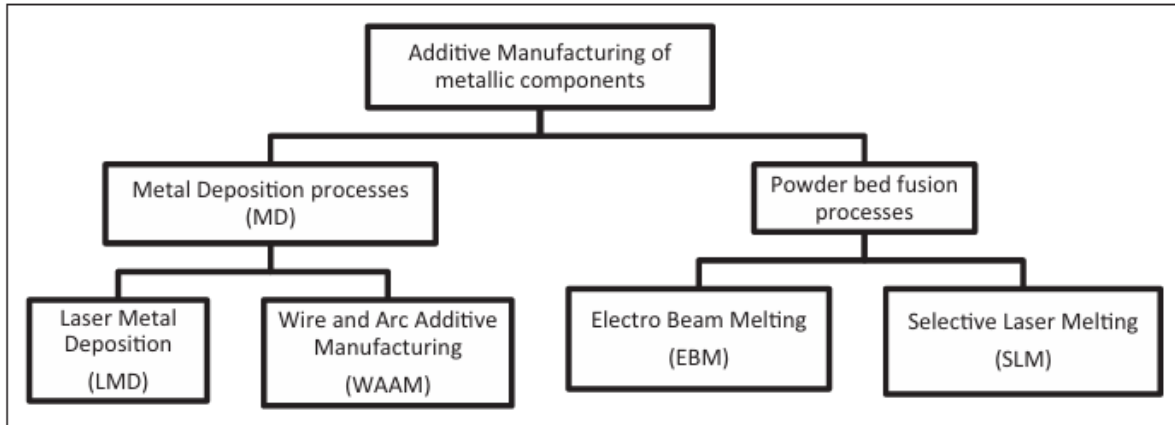 Additive Manufacturing of
metallic components
Metal Deposition processes
(MD)
Powder bed fusion
processes
Laser Metal
Deposition
(LMD)
Wire and Arc Additive
Manufacturing
(WAAM)
Electro Beam Melting
(EBM)
Selective Laser Melting
(SLM)